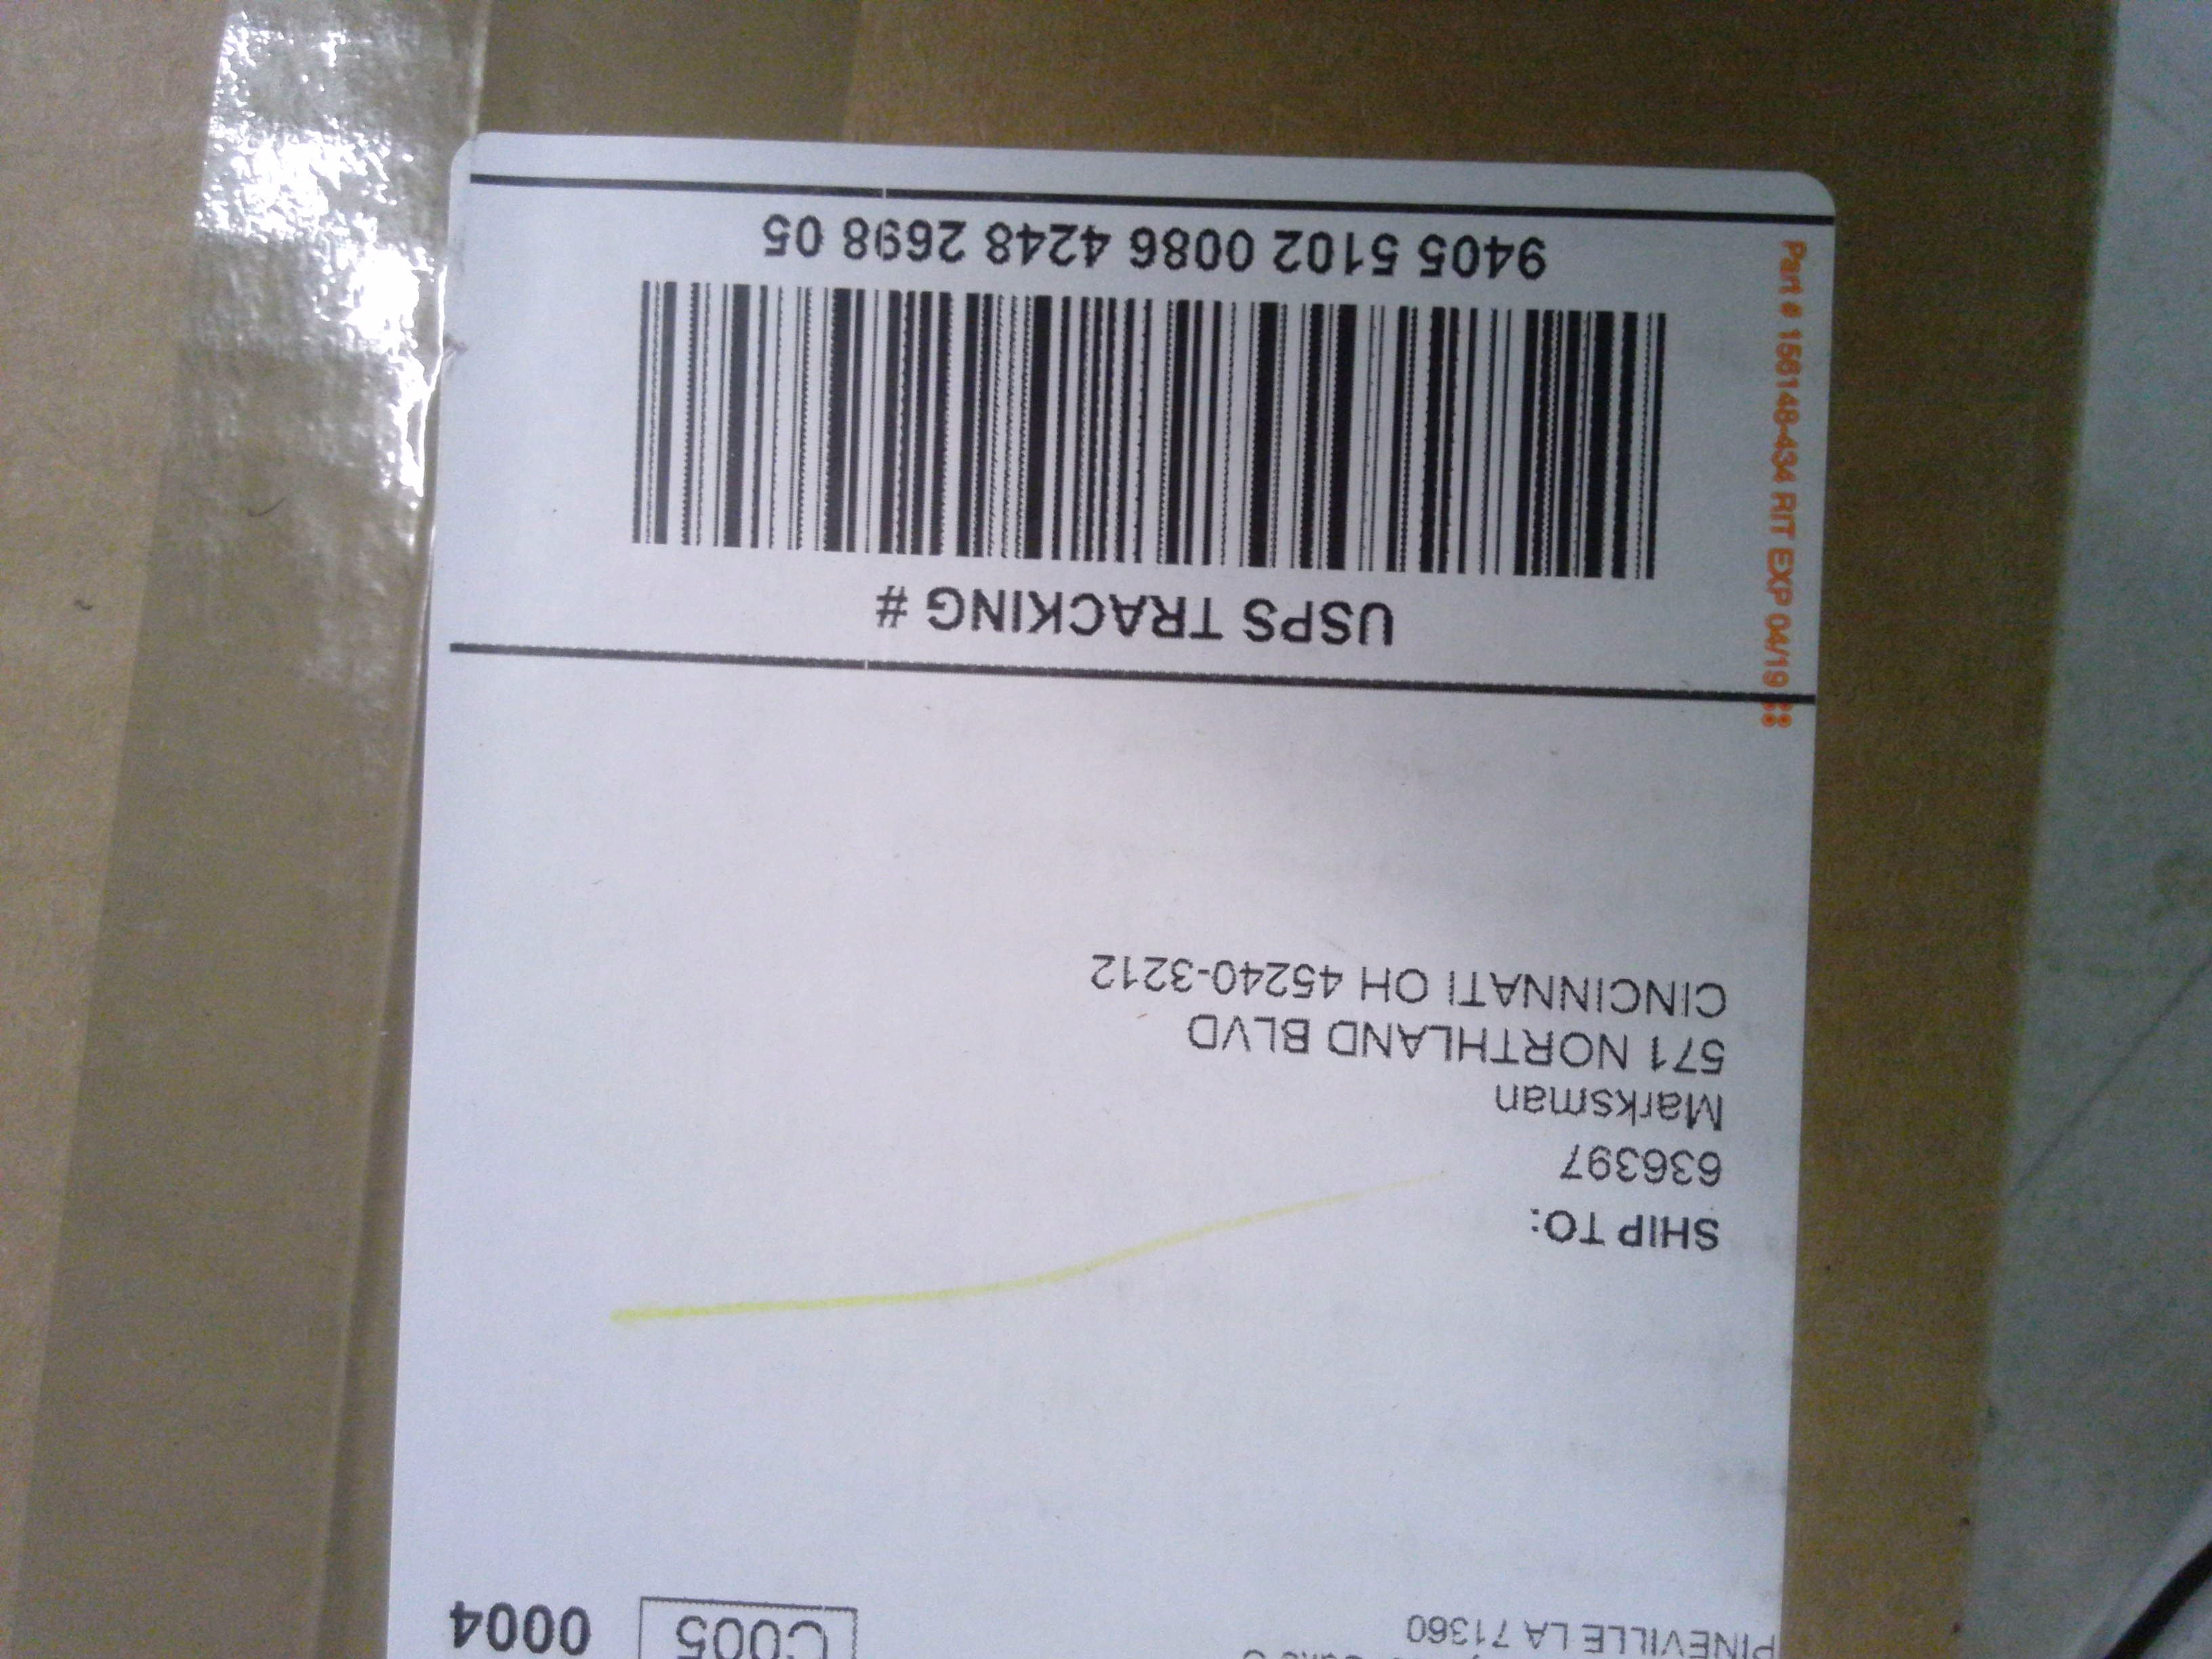 PINEVILLE LA 71360
C005
0004
SHIP TO:
636397
Marksman
571 NORTHLAND BLVD
CINCINNATI OH 45240-3212
USPS TRACKING #
9405 5102 0086 4248 2698 05
Part # 156148-434 RIT EXP 04/19